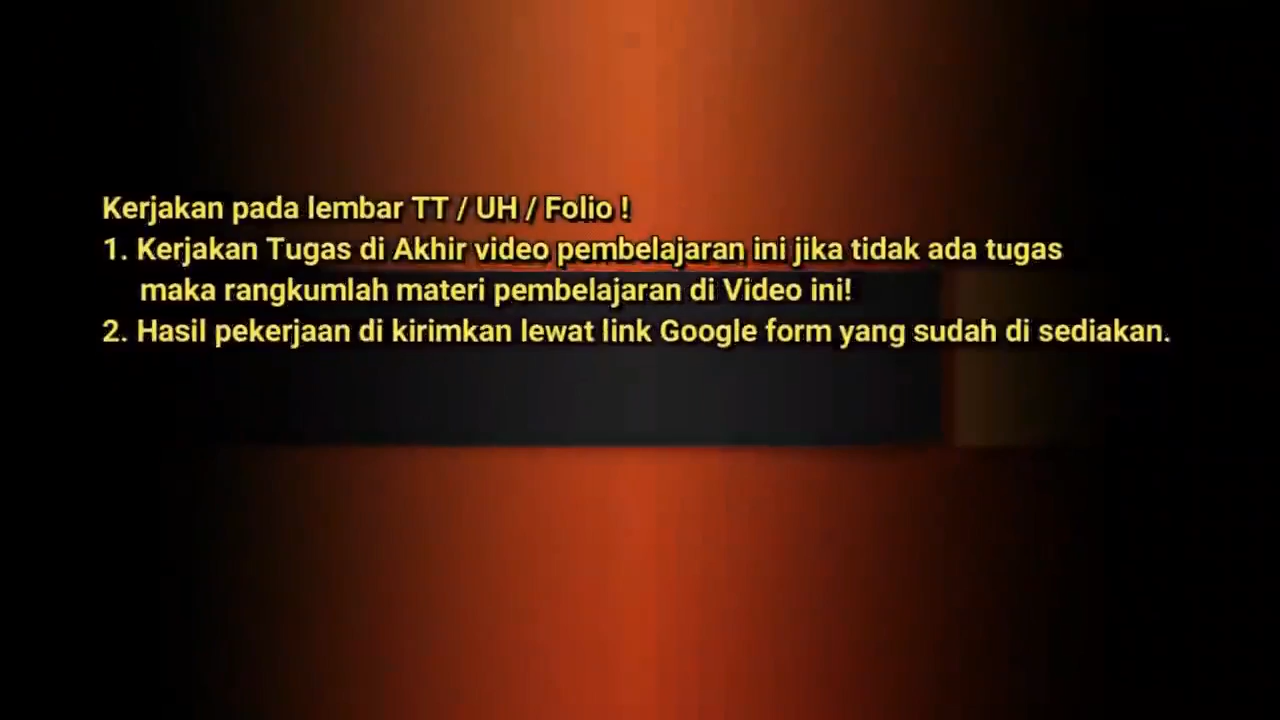 Kerjakan pada lembar TT / UH / Folio !
1. Kerjakan Tugas di Akhir video pembelajaran ini jika tidak ada tugas
maka rangkumlah materi pembelajaran di Video ini!
2. Hasil pekerjaan di kirimkan lewat link Google form yang sudah di sediakan.